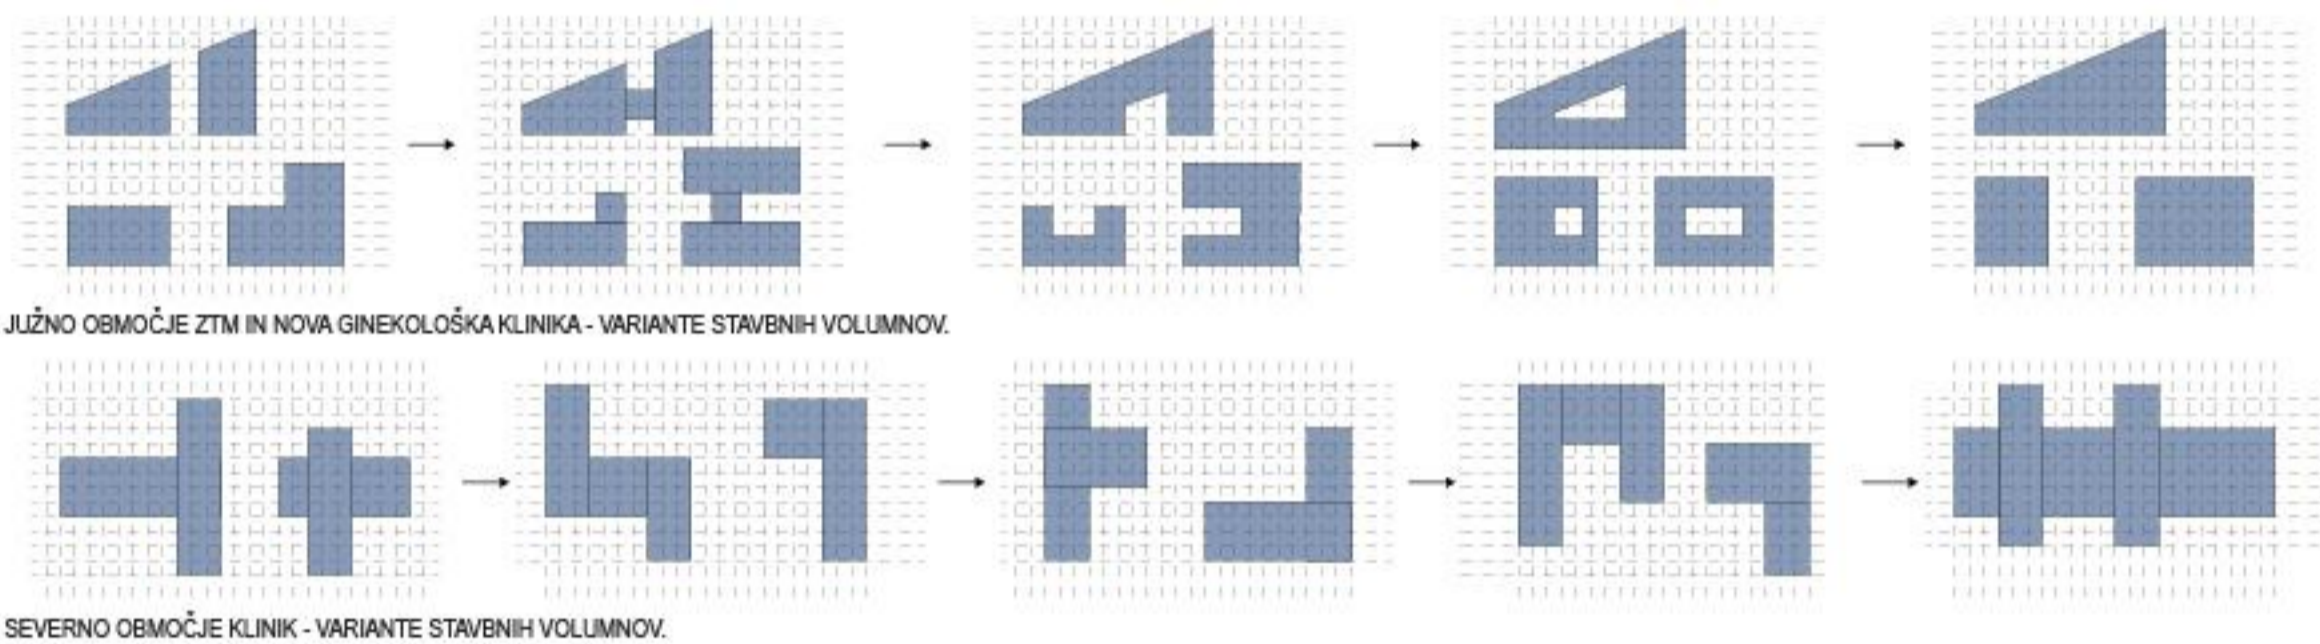 JUŽNO OBMOČJE ZTM IN NOVA GINEKOLOŠKA KLINIKA - VARIANTE STAVBNIH VOLUMNOV.
SEVERNO OBMOČJE KLINIK - VARIANTE STAVBNIH VOLUMNOV.